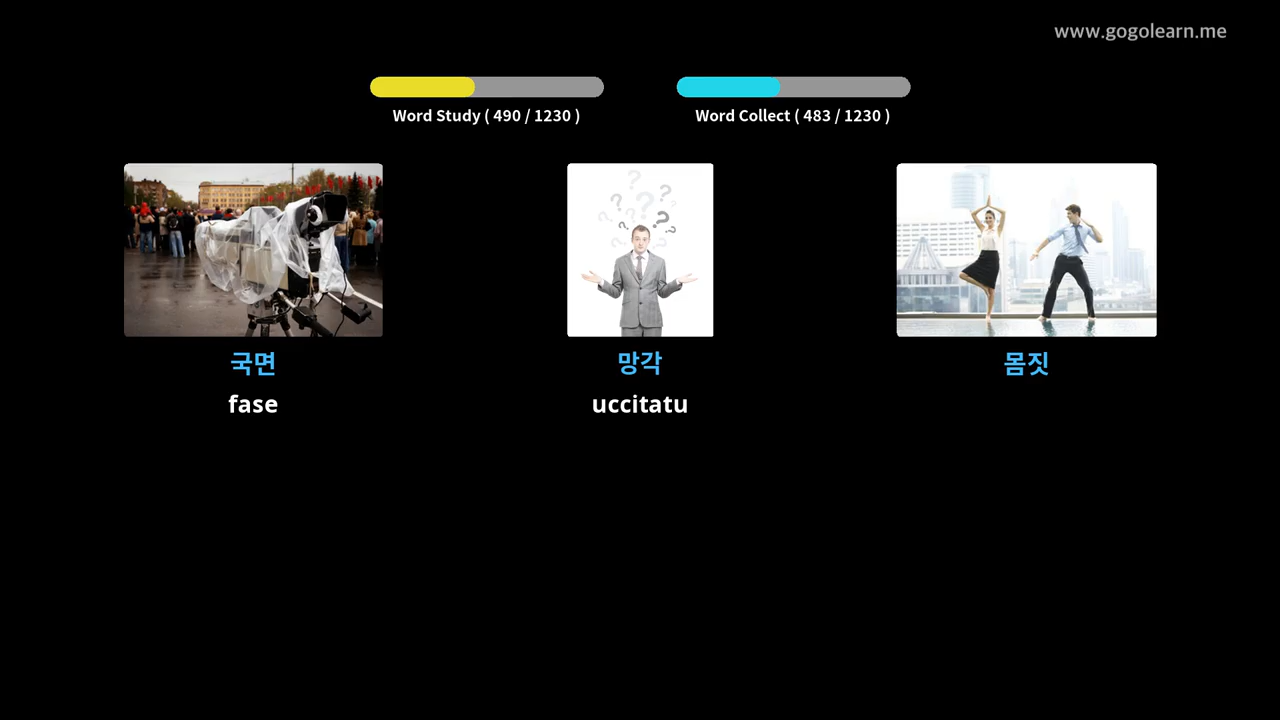 www.gogolearn.me
Word Study ( 490 / 1230 )
Word Collect ( 483 / 1230 )
국면
망각
몸짓
fase
uccitatu